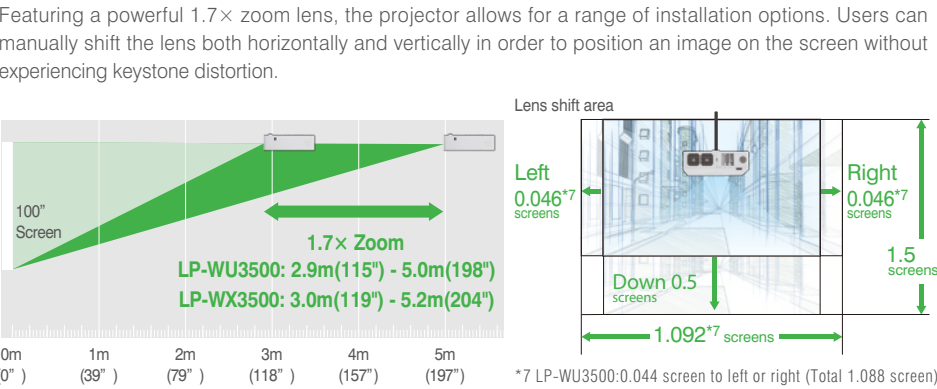 Featuring a powerful 1.7× zoom lens, the projector allows for a range of installation options. Users can
manually shift the lens both horizontally and vertically in order to position an image on the screen without
experiencing keystone distortion.
100”
Screen
1.7× Zoom
LP-WU3500: 2.9m(115") - 5.0m(198")
LP-WX3500: 3.0m(119") - 5.2m(204")
0m
1m
2m
3m
4m
5m
0” )
(39” )
(79” )
(118” )
(157”)
(197”)
Lens shift area
Left
0.046*7
screens
Right
0.046*7
screens
1.5
screens
Down 0.5
screens
1.092*7 screens
*7 LP-WU3500:0.044 screen to left or right (Total 1.088 screen)